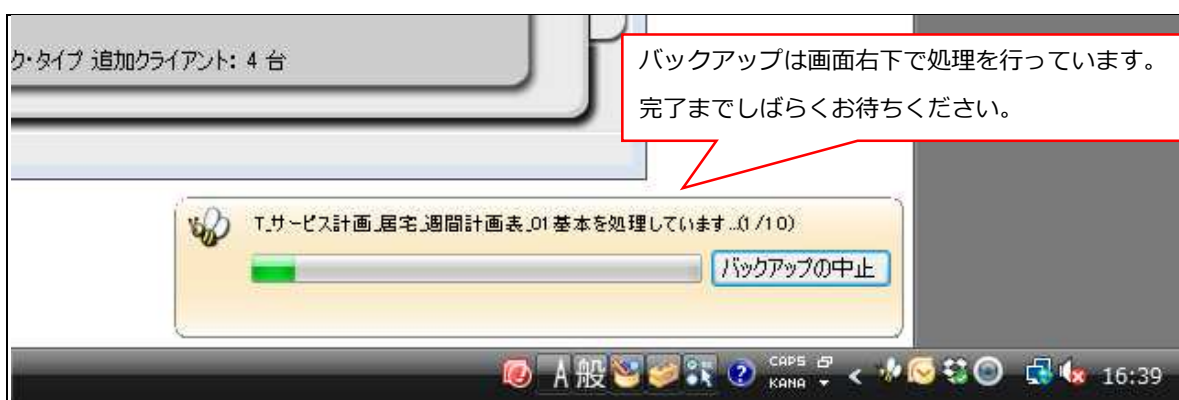 ク・タイプ 追加クライアント: 4 台
バックアップは画面右下で処理を行っています。
完了までしばらくお待ちください。
T_サービス計画_居宅_週間計画表_01基本を処理しています...(1/10)
バックアップの中止
A 般 CAPS KANA 16:39